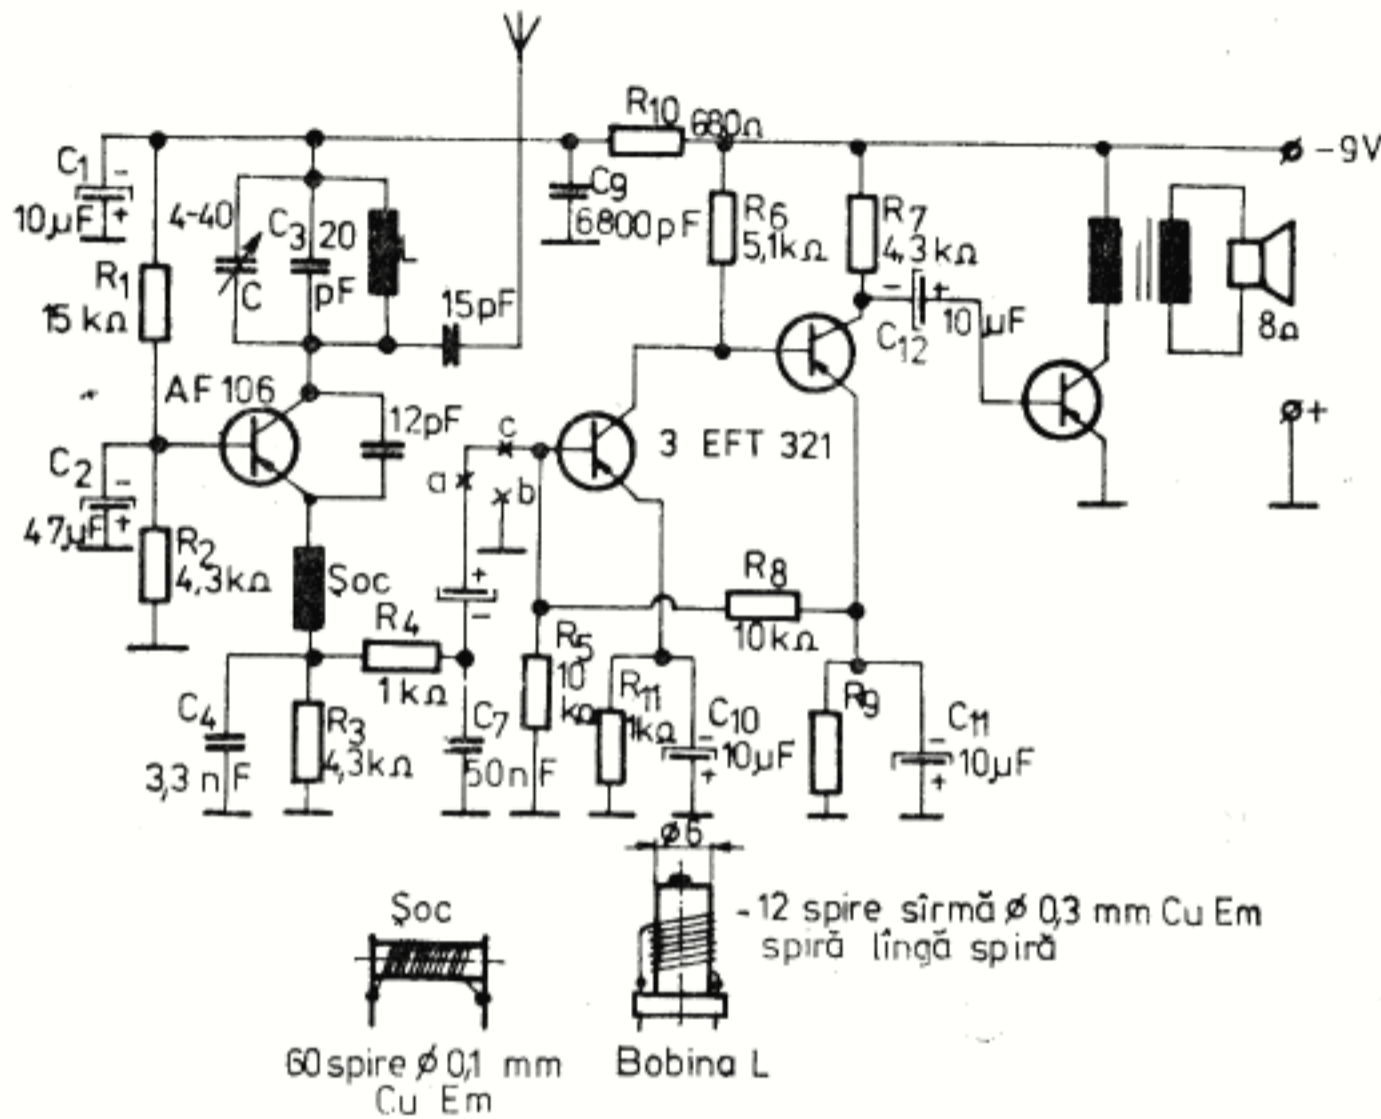 R10 680Ω
-9V
C1
-
10µF +
4-40
C3 20
pF
C
L
C9
6800pF
R6
5,1kΩ
R7
4,3kΩ
R1
15kΩ
15pF
- +
C12
10µF
8Ω
AF 106
12pF
c
a
b
3 EFT 321
+
C2
-
47µF +
R2
4,3kΩ
Şoc
+
-
R4
1kΩ
R8
10kΩ
R5
10
kΩ
R11
1kΩ
R9
C4
3,3nF
R3
4,3kΩ
C7
50nF
C10
-
10µF
+
C11
-
10µF
+
ø6
Şoc
-12 spire sîrmă ø 0,3 mm Cu Em
spiră lîngă spiră
60 spire ø 0,1 mm
Cu Em
Bobina L